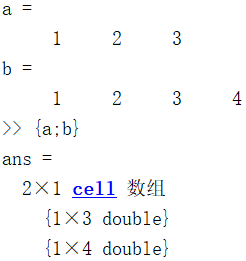 a =
1 2 3
b =
1 2 3 4
>> {a;b}
ans =
2×1 cell 数组
{1×3 double}
{1×4 double}